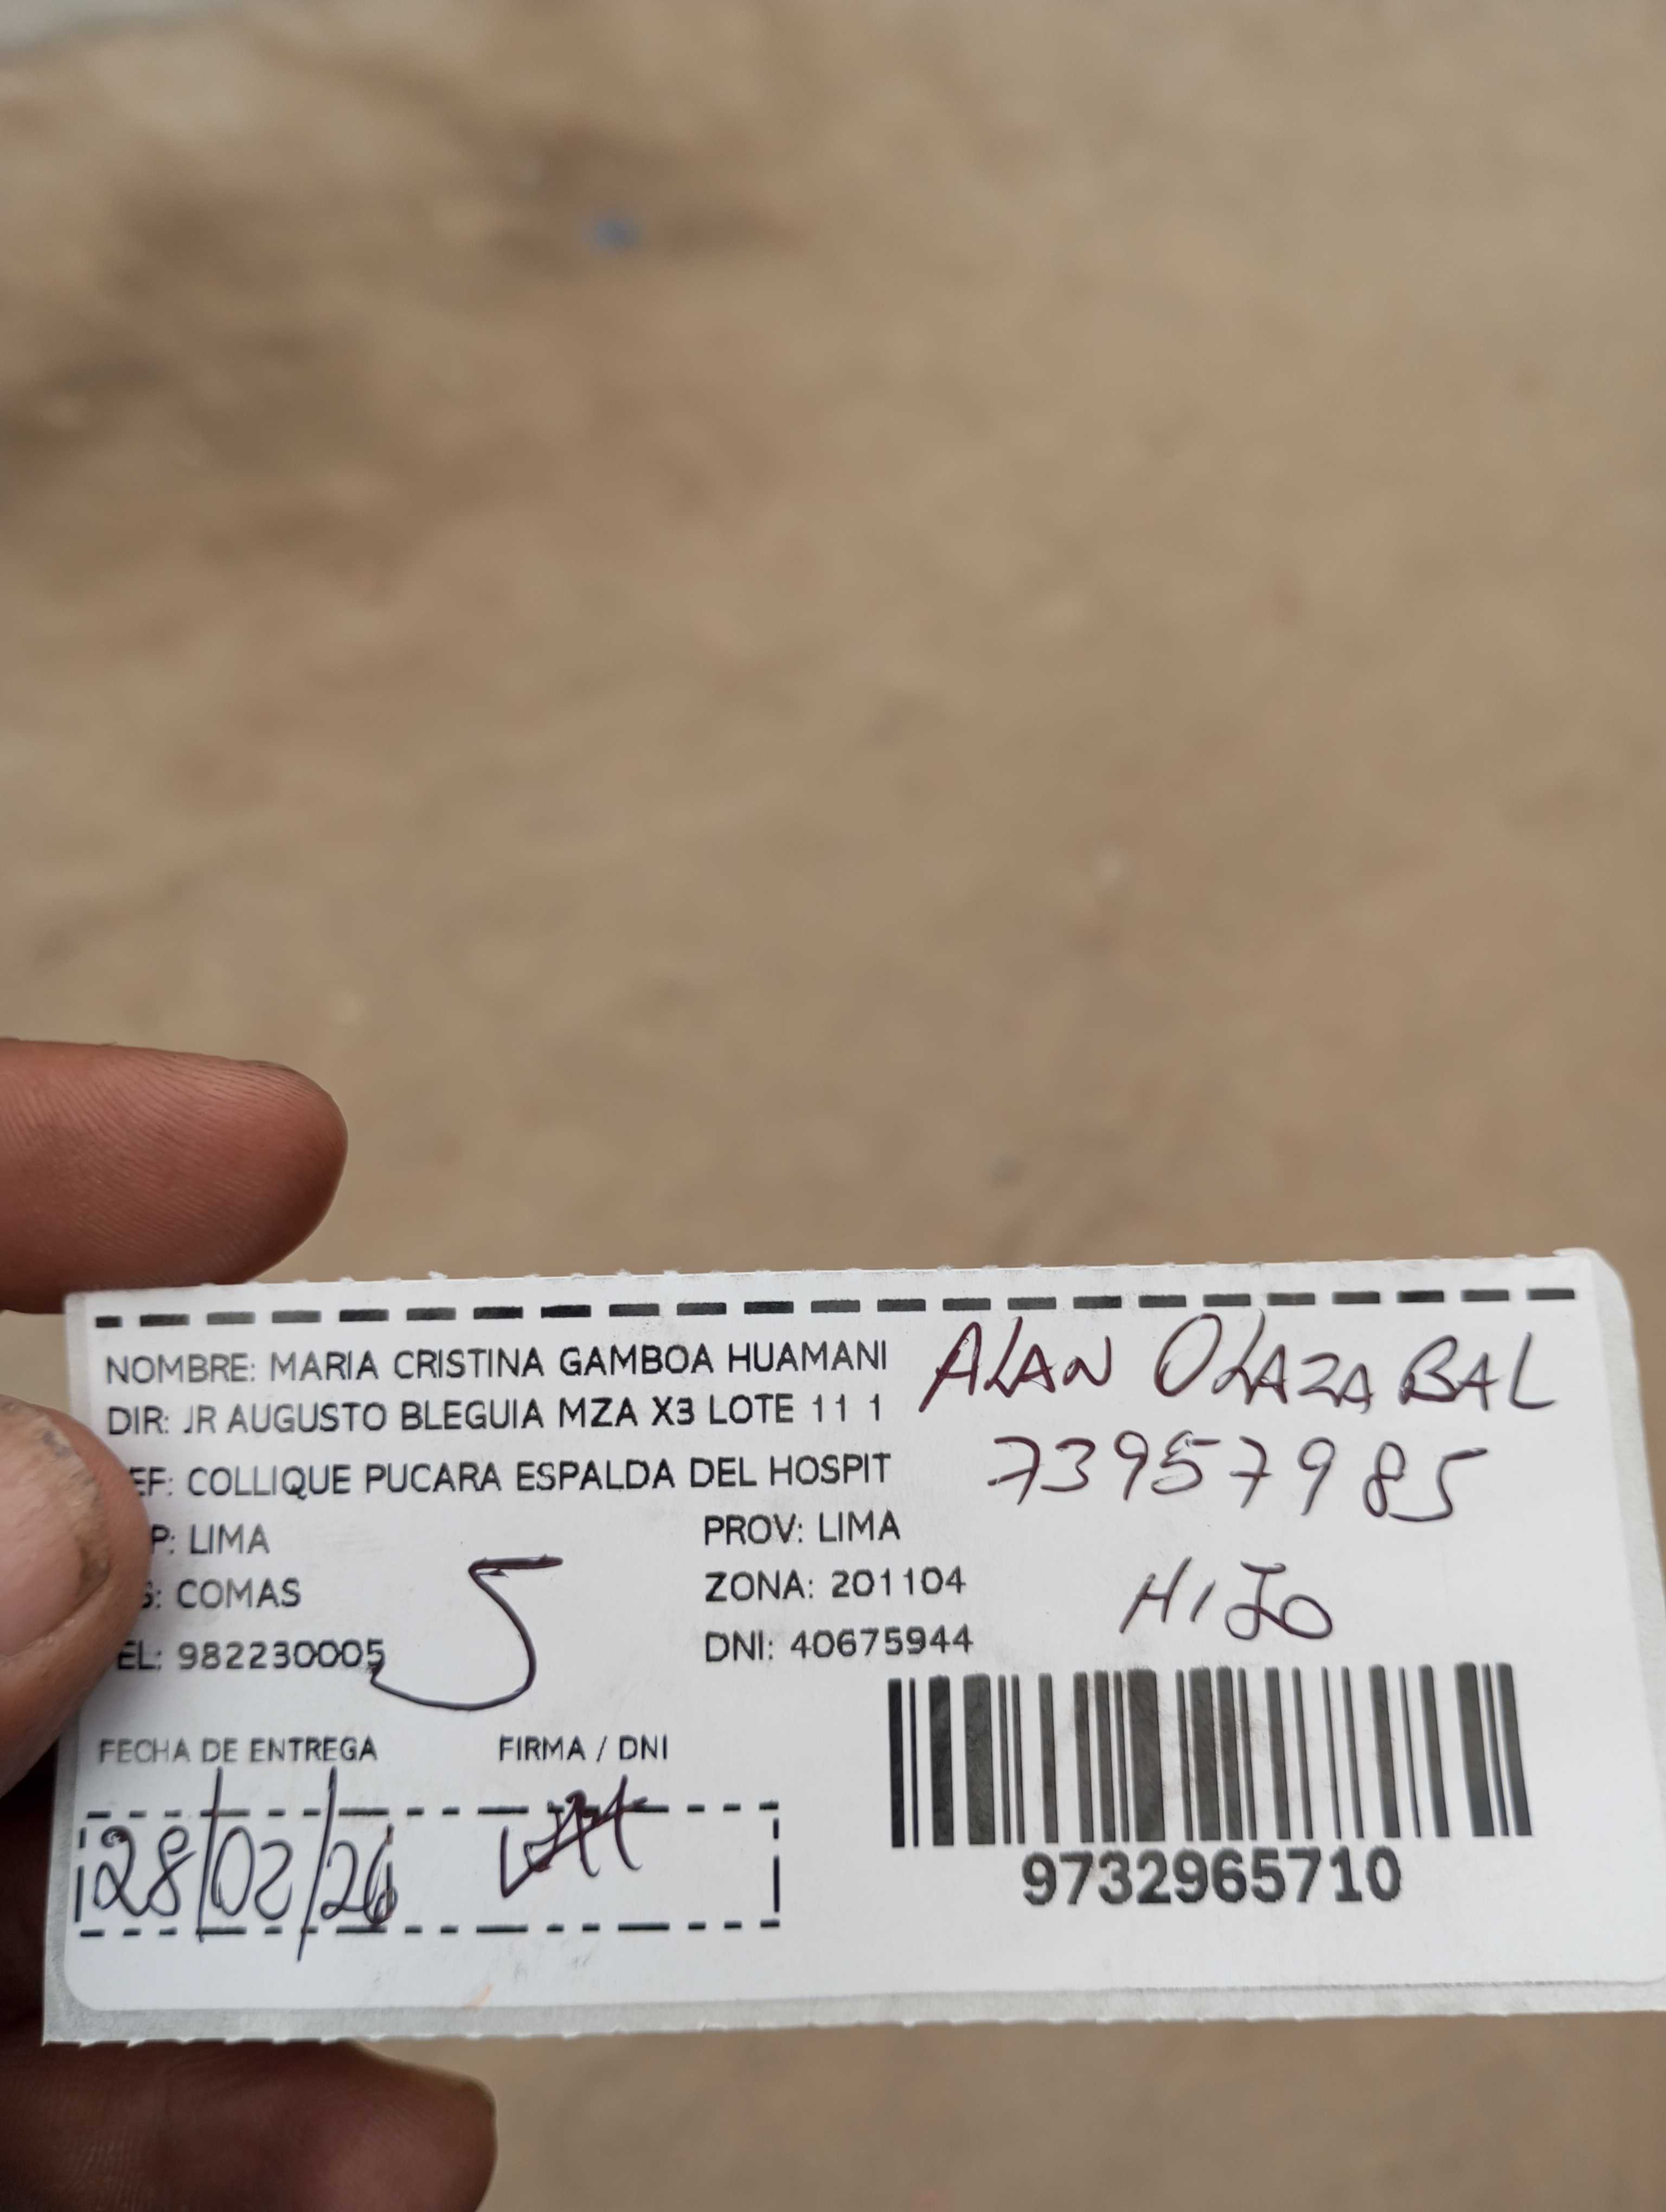 NOMBRE: MARIA CRISTINA GAMBOA HUAMANI
DIR: JR AUGUSTO BLEGUIA MZA X3 LOTE 11 1
EF: COLLIQUE PUCARA ESPALDA DEL HOSPIT
P: LIMA
PROV: LIMA
S: COMAS
ZONA: 201104
EL: 982230005
DNI: 40675944
5
ALAN OLAZABAL
73957985
HIJO
FECHA DE ENTREGA
FIRMA / DNI
28/02/26
9732965710